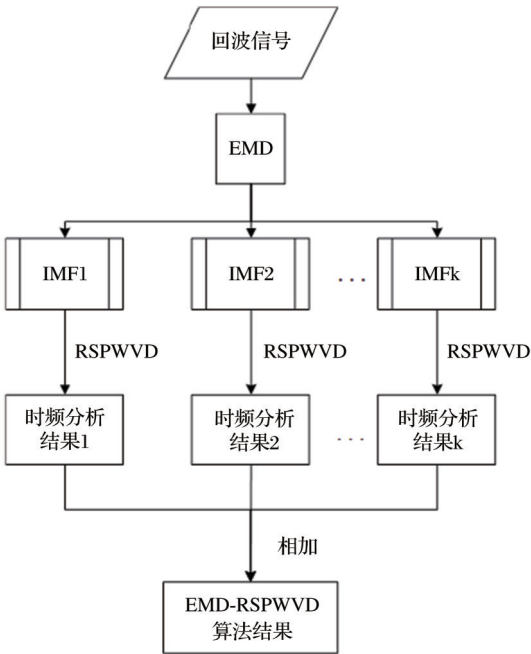 回波信号
EMD
IMF1
IMF2
...
IMFk
RSPWVD
RSPWVD
RSPWVD
时频分析
结果1
时频分析
结果2
...
时频分析
结果k
相加
EMD-RSPWVD
算法结果